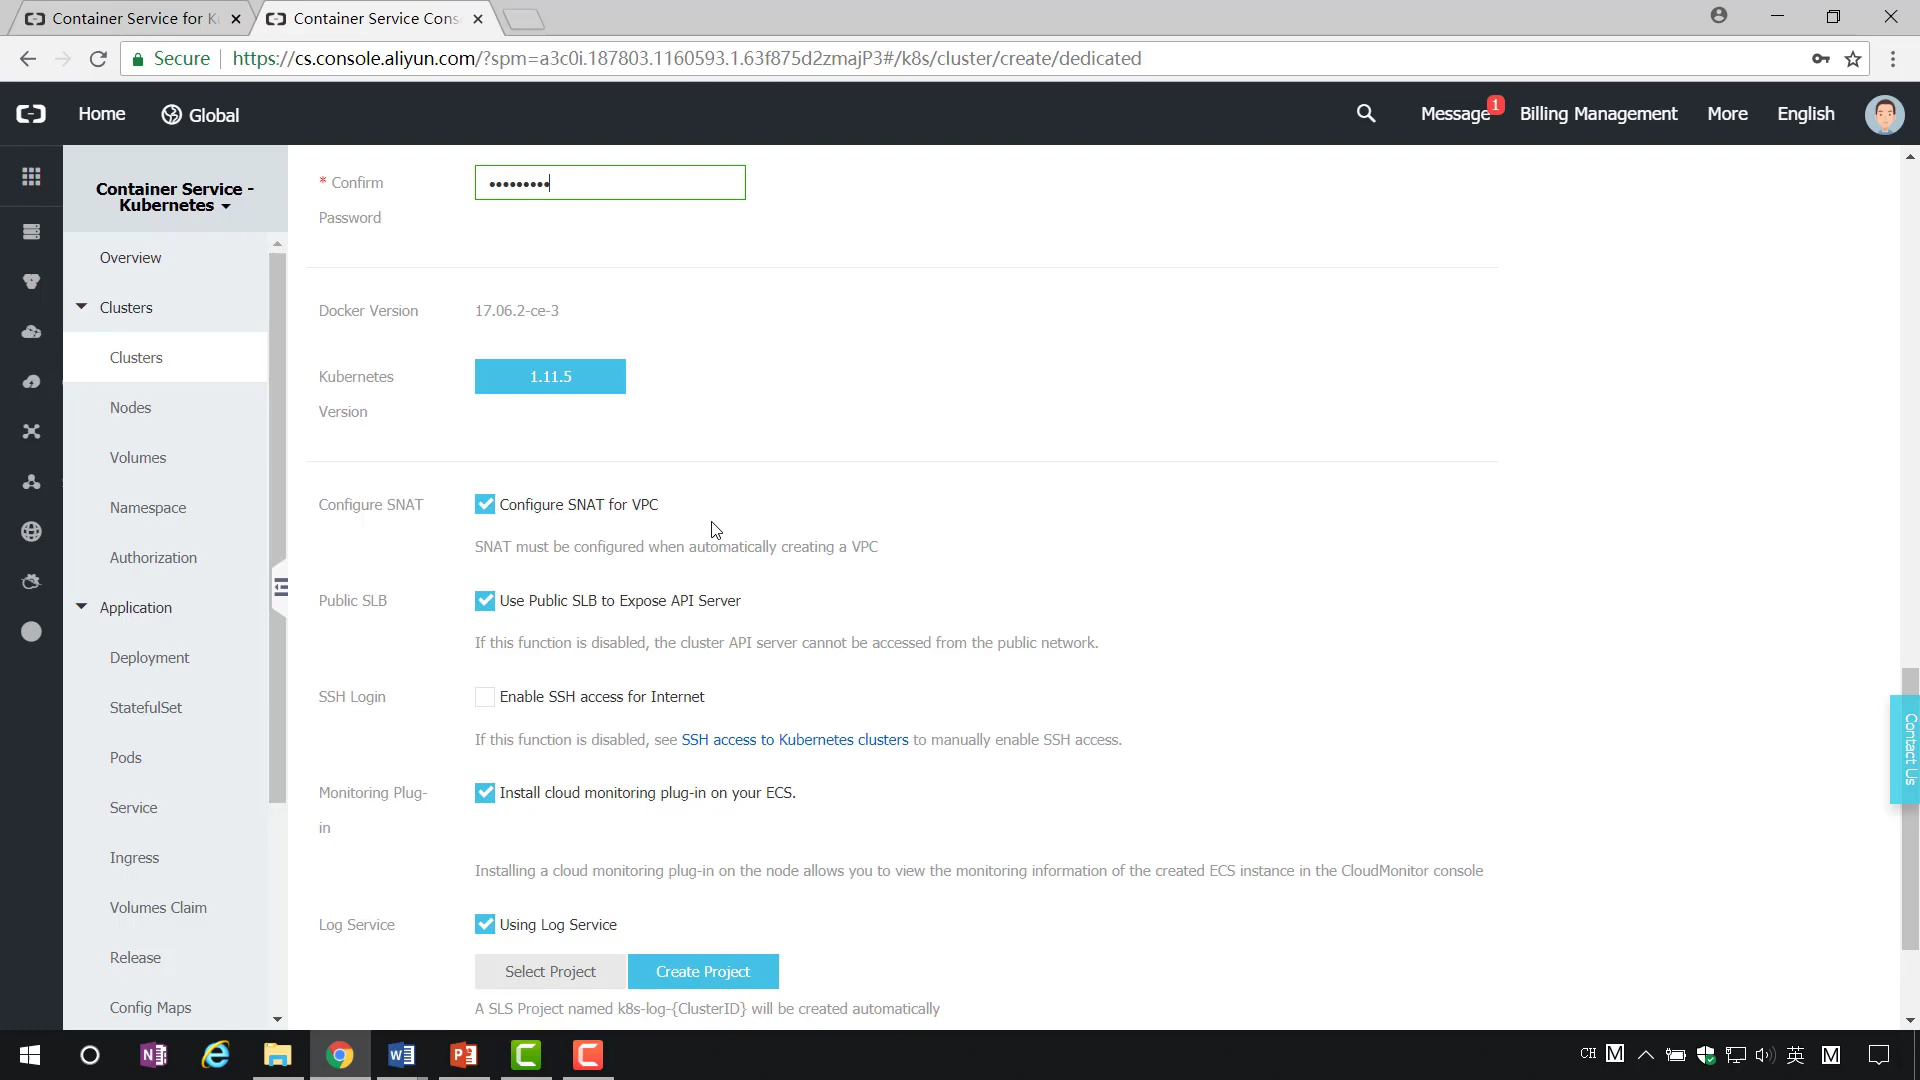 Container Service for K
Container Service Cons
Secure
https://cs.console.aliyun.com/?spm=a3c0i.187803.1160593.1.63f875d2zmajP3#/k8s/cluster/create/dedicated
Home
Global
Message
1
Billing Management
More
English
Container Service -
Kubernetes
Overview
Clusters
Clusters
Nodes
Volumes
Namespace
Authorization
Application
Deployment
StatefulSet
Pods
Service
Ingress
Volumes Claim
Release
Config Maps
* Confirm
Password
•••••••••
Docker Version
17.06.2-ce-3
Kubernetes
Version
1.11.5
Configure SNAT
Configure SNAT for VPC
SNAT must be configured when automatically creating a VPC
Public SLB
Use Public SLB to Expose API Server
If this function is disabled, the cluster API server cannot be accessed from the public network.
SSH Login
Enable SSH access for Internet
If this function is disabled, see SSH access to Kubernetes clusters to manually enable SSH access.
Monitoring Plug-
in
Install cloud monitoring plug-in on your ECS.
Installing a cloud monitoring plug-in on the node allows you to view the monitoring information of the created ECS instance in the CloudMonitor console
Log Service
Using Log Service
Select Project
Create Project
A SLS Project named k8s-log-{ClusterID} will be created automatically
Contact Us
CH
M
英
M